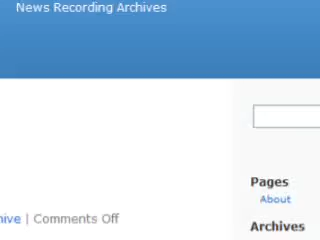 News Recording Archives
Pages
About
hive | Comments Off
Archives